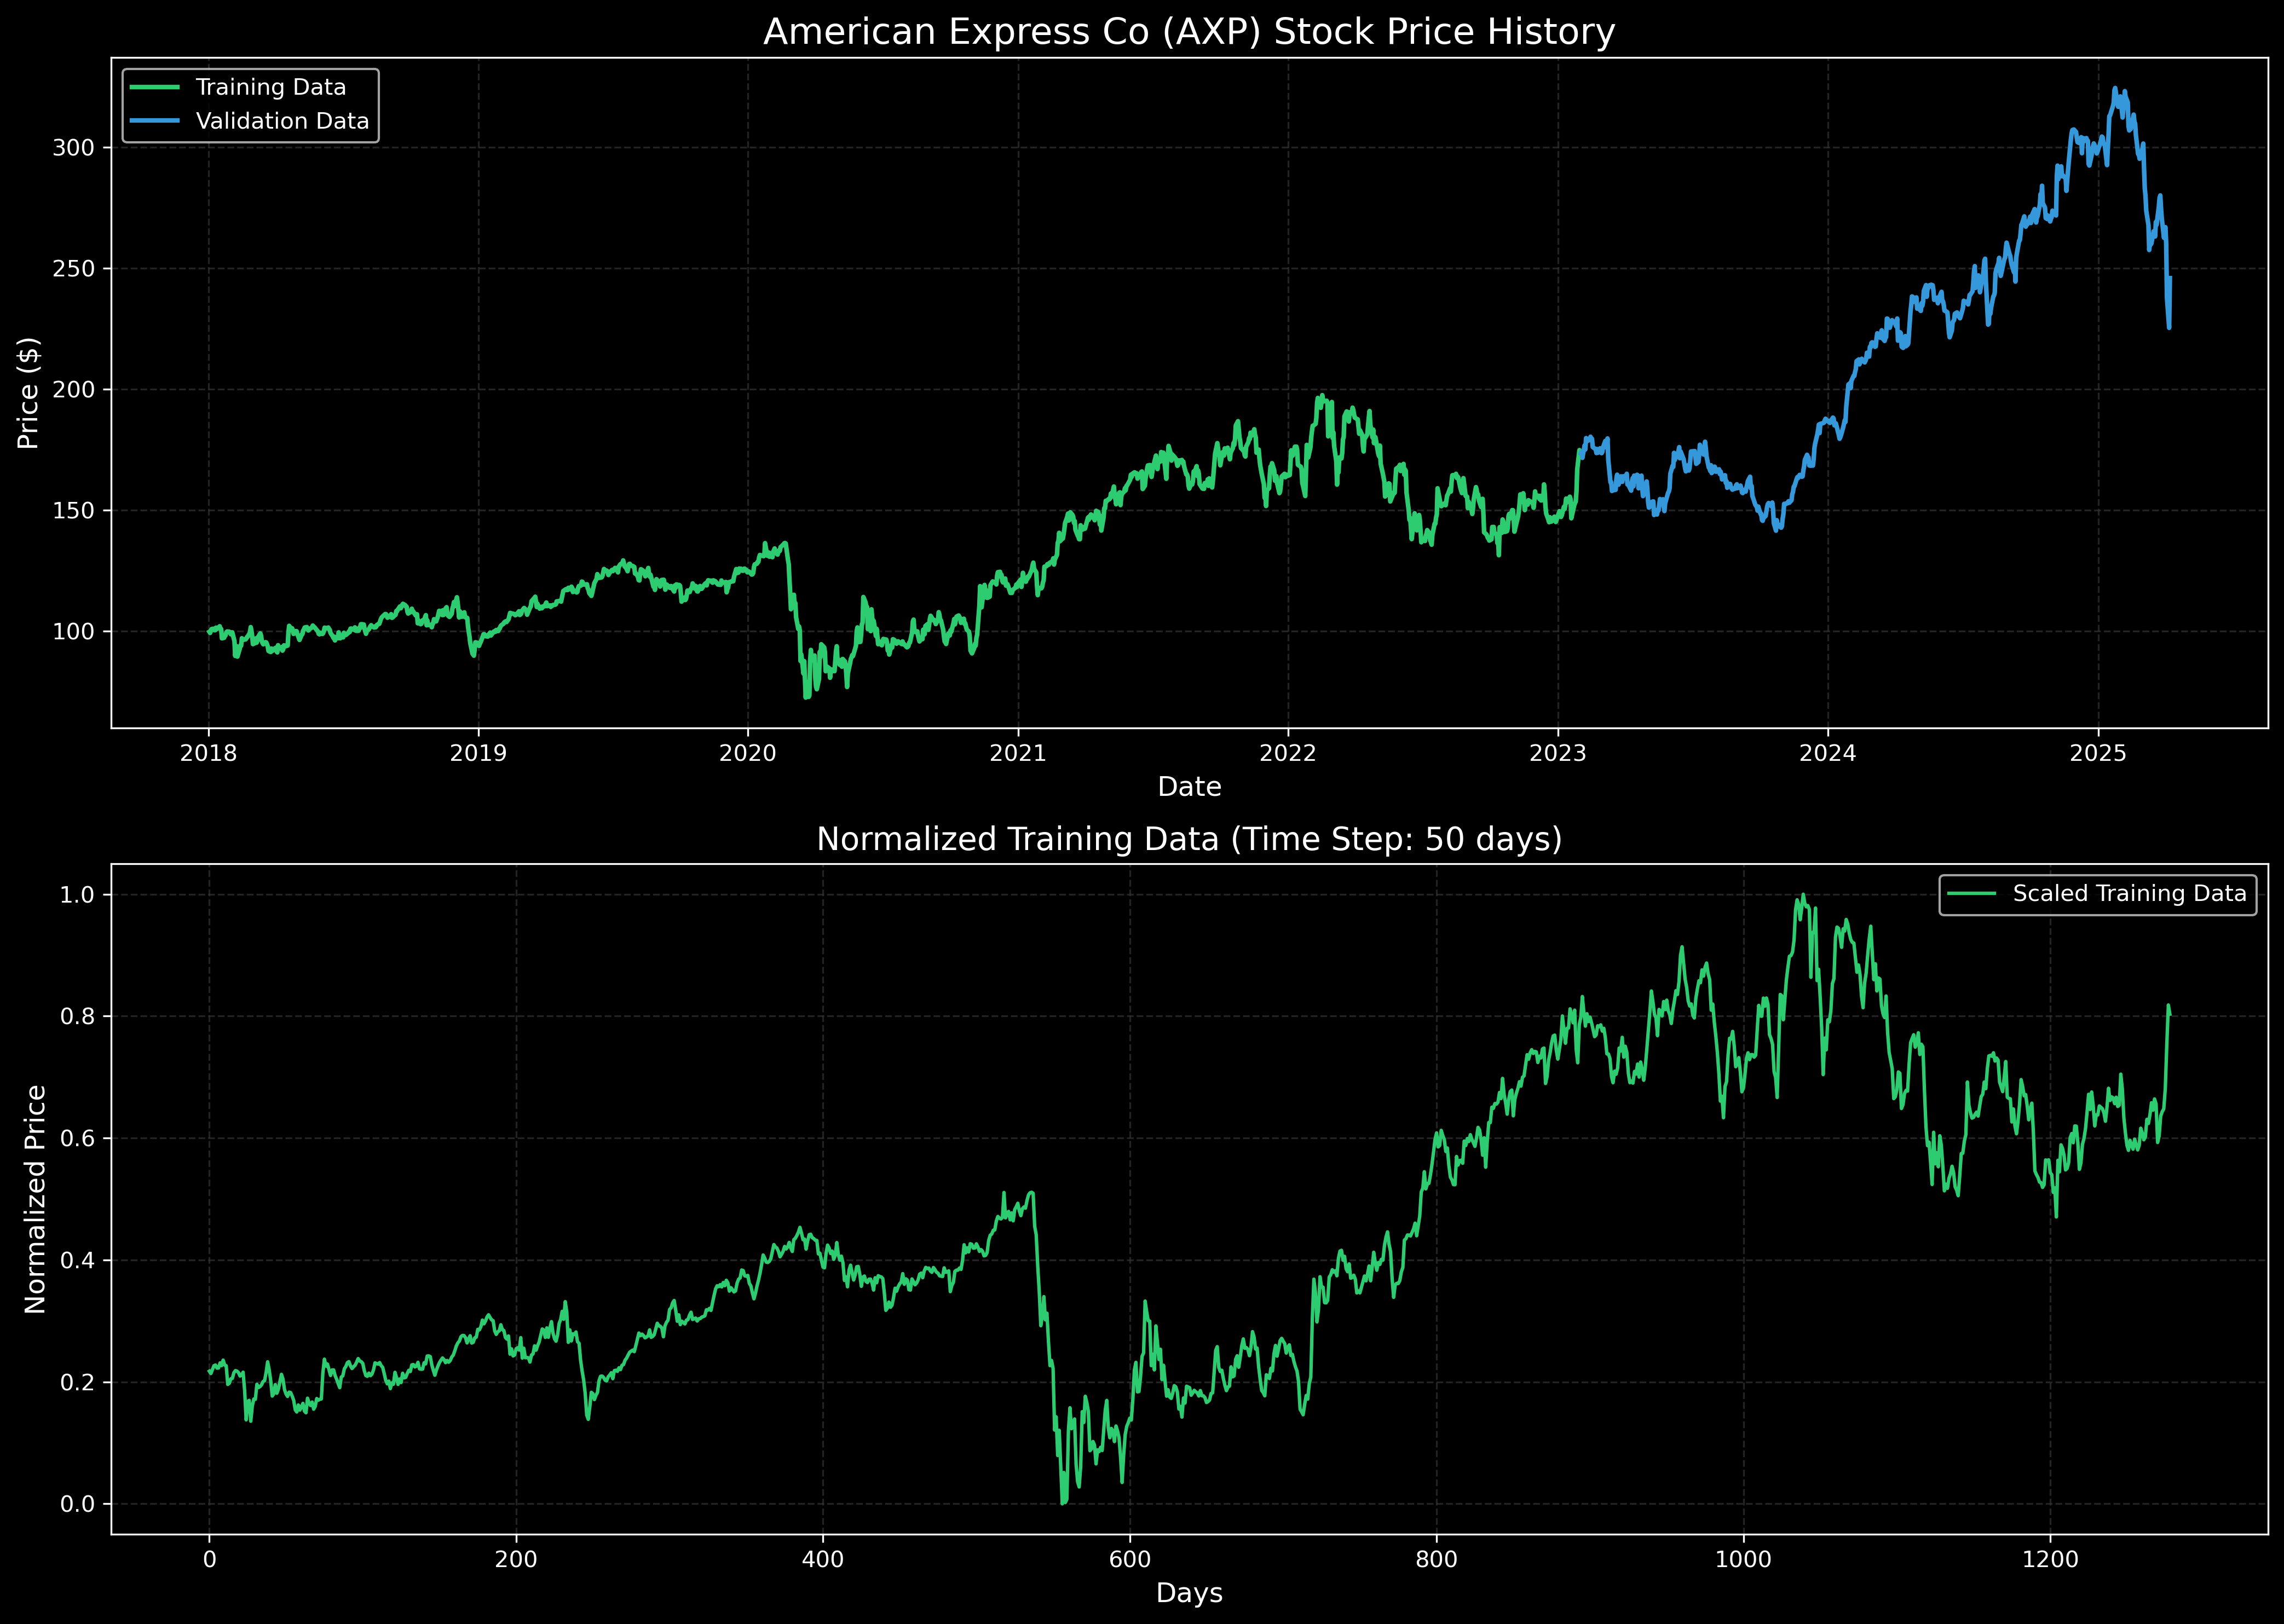 American Express Co (AXP) Stock Price History
Training Data
Validation Data
Price ($)
300
250
200
150
100
2018 2019 2020 2021 2022 2023 2024 2025
Date
Normalized Training Data (Time Step: 50 days)
Scaled Training Data
Normalized Price
1.0
0.8
0.6
0.4
0.2
0.0
0 200 400 600 800 1000 1200
Days